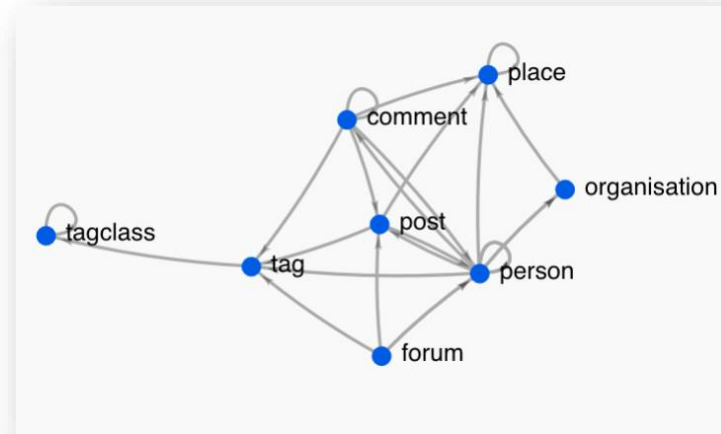 place
comment
organisation
post
tagclass
tag
person
forum